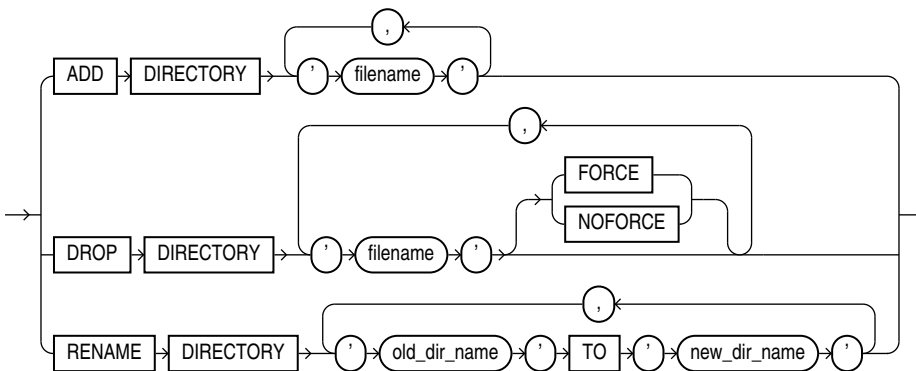 ,
ADD DIRECTORY ' filename '
,
FORCE
NOFORCE
DROP DIRECTORY ' filename '
,
RENAME DIRECTORY ' old_dir_name ' TO ' new_dir_name '